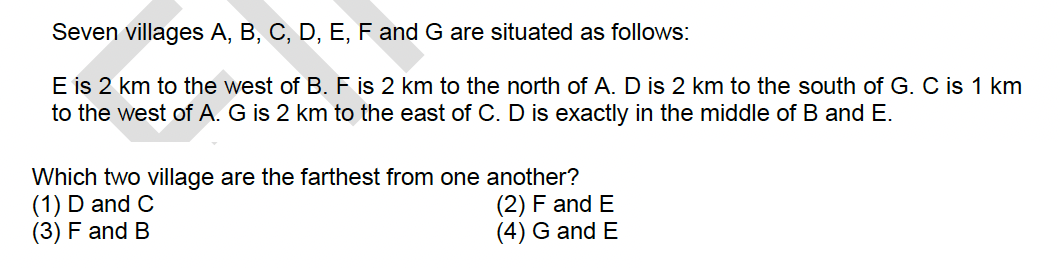 Seven villages A, B, C, D, E, F and G are situated as follows:
E is 2 km to the west of B. F is 2 km to the north of A. D is 2 km to the south of G. C is 1 km
to the west of A. G is 2 km to the east of C. D is exactly in the middle of B and E.
Which two village are the farthest from one another?
(1) D and C (2) F and E
(3) F and B (4) G and E